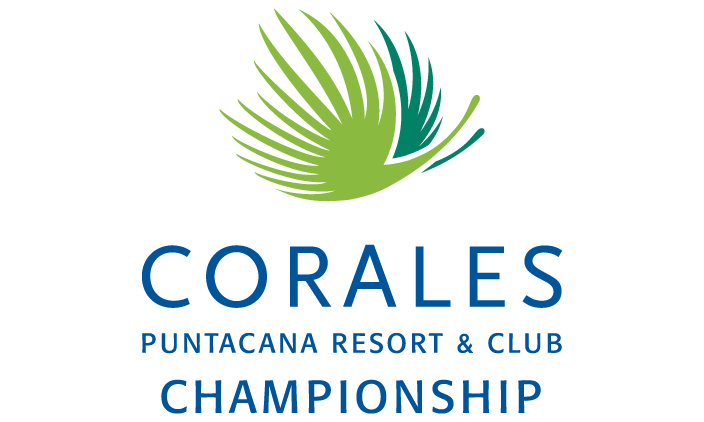 CORALES
PUNTACANA RESORT & CLUB
CHAMPIONSHIP